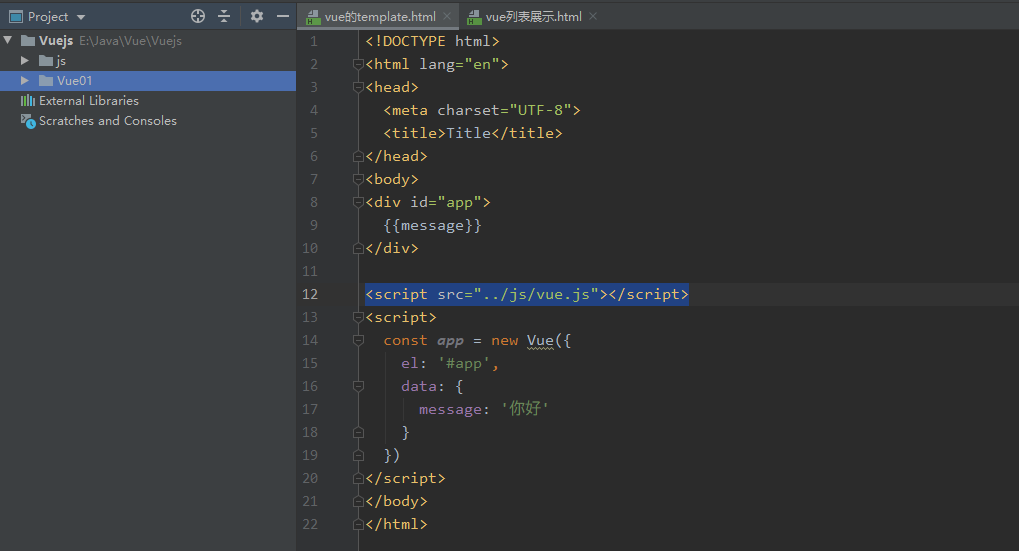 Project
vue的template.html
vue列表展示.html
Vuejs E:\Java\Vue\Vuejs
js
Vue01
External Libraries
Scratches and Consoles
1 <!DOCTYPE html>
2 <html lang="en">
3 <head>
4 <meta charset="UTF-8">
5 <title>Title</title>
6 </head>
7 <body>
8 <div id="app">
9 {{message}}
10 </div>
11
12 <script src="../js/vue.js"></script>
13 <script>
14 const app = new Vue({
15 el: '#app',
16 data: {
17 message: '你好'
18 }
19 })
20 </script>
21 </body>
22 </html>